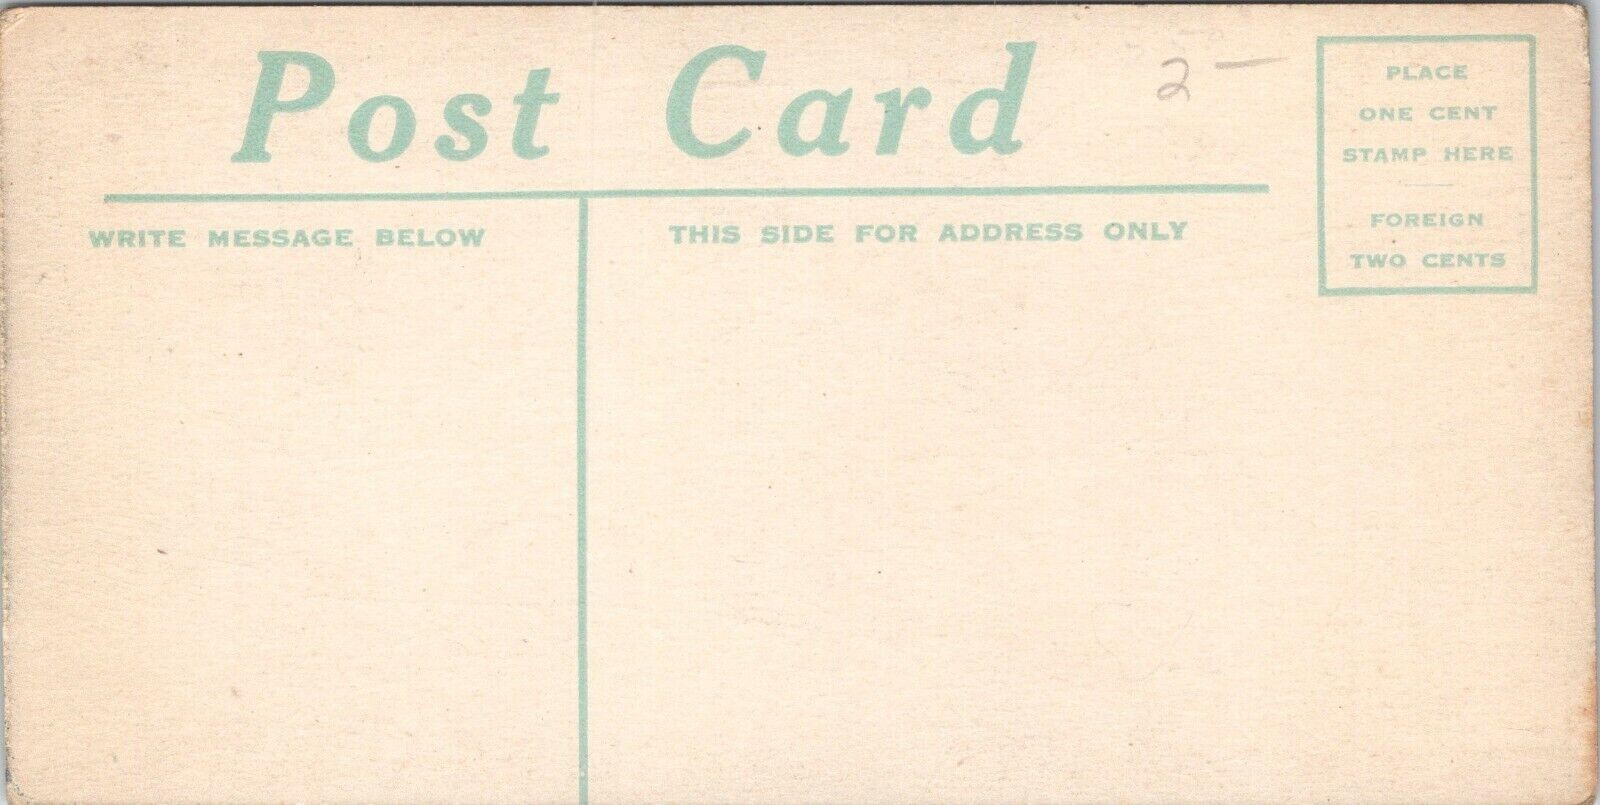 Post Card
2 —
PLACE
ONE CENT
STAMP HERE
FOREIGN
TWO CENTS
WRITE MESSAGE BELOW
THIS SIDE FOR ADDRESS ONLY